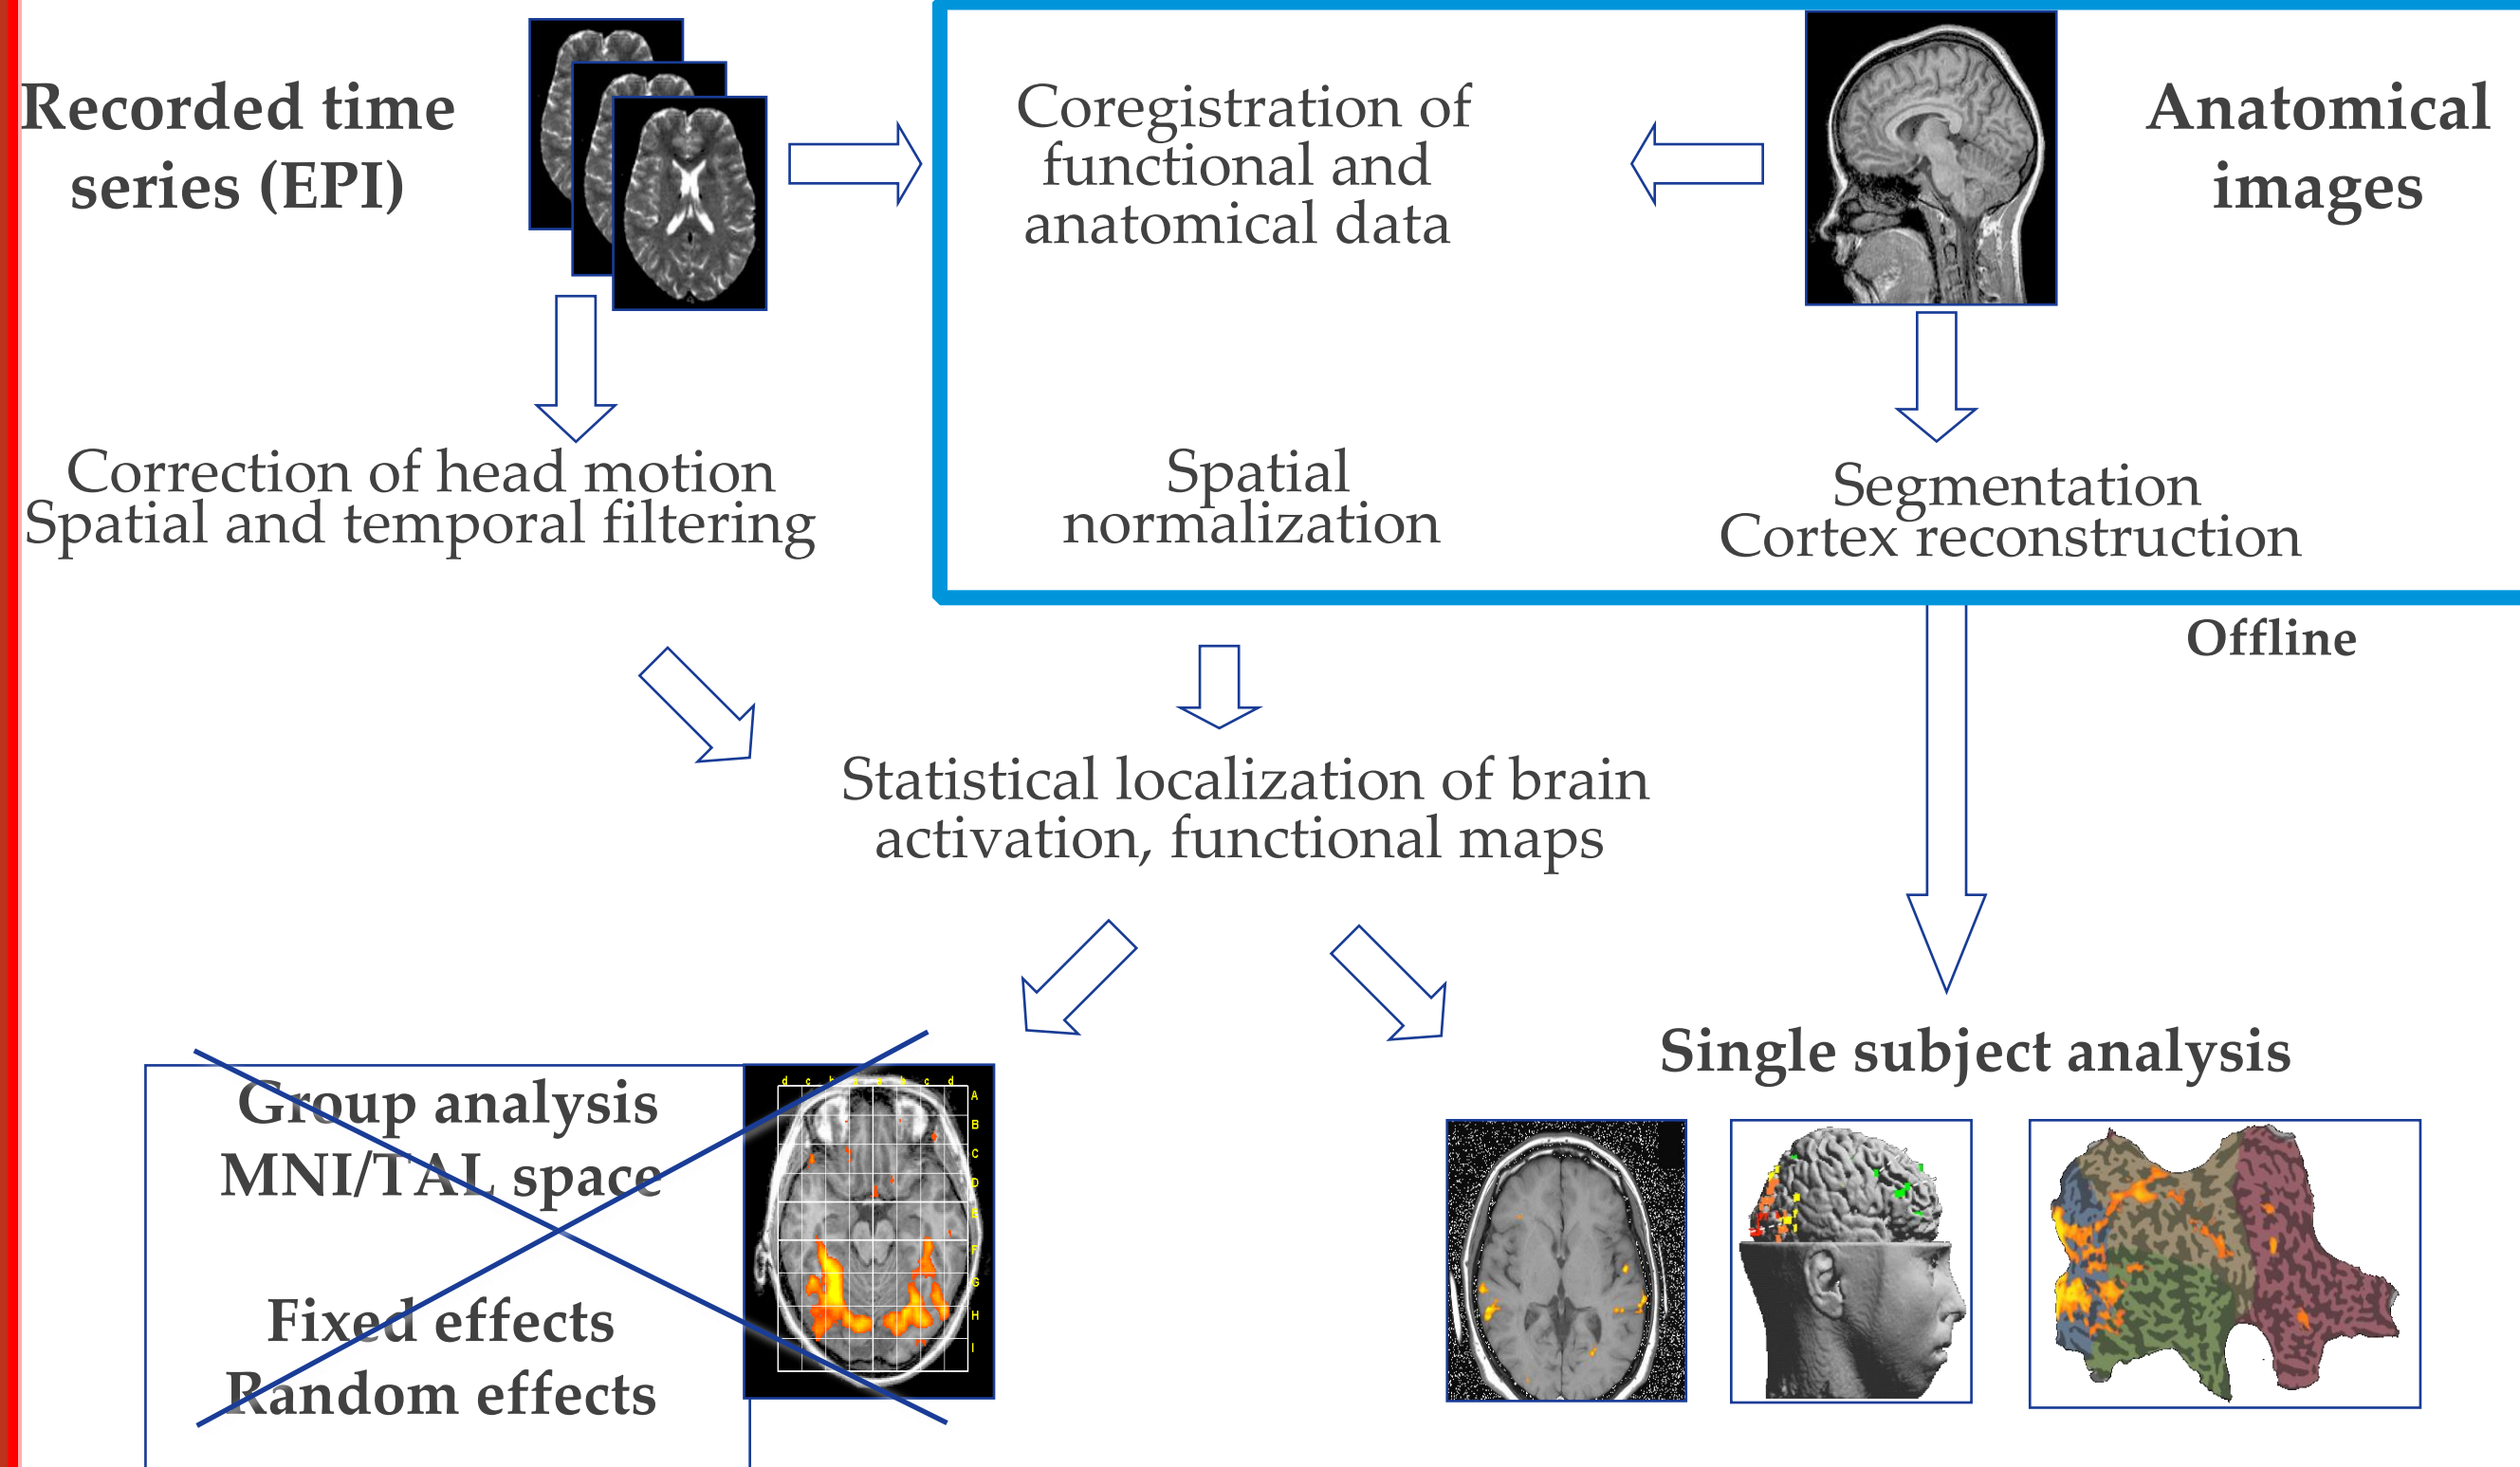 Recorded time
series (EPI)
Coregistration of
functional and
anatomical data
Anatomical
images
Correction of head motion
Spatial and temporal filtering
Spatial
normalization
Segmentation
Cortex reconstruction
Offline
Statistical localization of brain
activation, functional maps
Group analysis
MNI/TAL space
Fixed effects
Random effects
d c b a a b c d
A
B
C
D
E
F
G
H
I
Single subject analysis